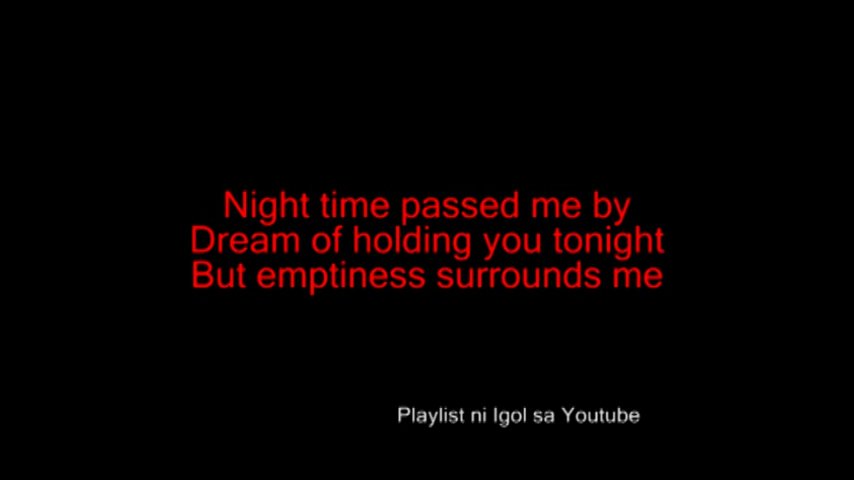 Night time passed me by
Dream of holding you tonight
But emptiness surrounds me
Playlist ni Igol sa Youtube